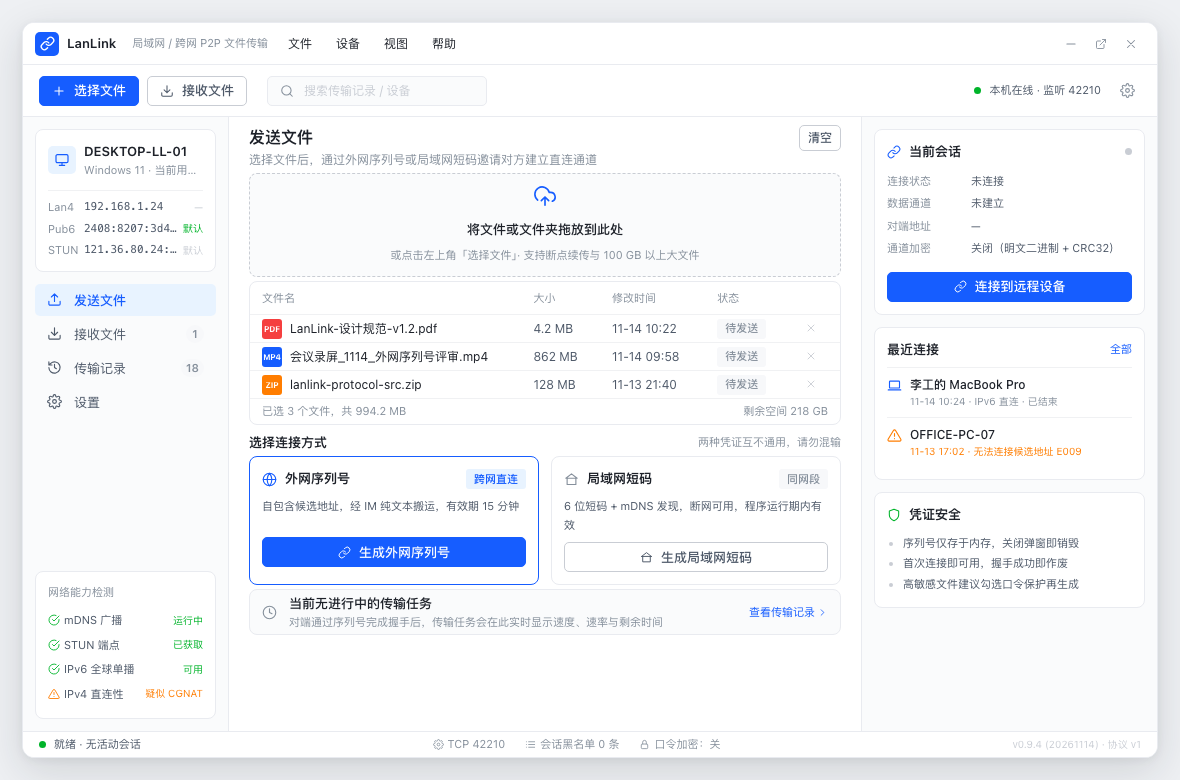 LanLink 局域网 / 跨网 P2P 文件传输 文件 设备 视图 帮助
选择文件 接收文件 搜索传输记录 / 设备 本机在线 · 监听 42210
DESKTOP-LL-01
Windows 11 · 当前用...
Lan4 192.168.1.24 —
Pub6 2408:8207:3d4… 默认
STUN 121.36.80.24:… 默认
发送文件
接收文件 1
传输记录 18
设置
网络能力检测
mDNS 广播 运行中
STUN 端点 已获取
IPv6 全球单播 可用
IPv4 直连性 疑似 CGNAT
发送文件 清空
选择文件后，通过外网序列号或局域网短码邀请对方建立直连通道
将文件或文件夹拖放到此处
或点击左上角「选择文件」· 支持断点续传与 100 GB 以上大文件
文件名 大小 修改时间 状态
PDF LanLink-设计规范-v1.2.pdf 4.2 MB 11-14 10:22 待发送
MP4 会议录屏_1114_外网序列号评审.mp4 862 MB 11-14 09:58 待发送
ZIP lanlink-protocol-src.zip 128 MB 11-13 21:40 待发送
已选 3 个文件，共 994.2 MB 剩余空间 218 GB
选择连接方式 两种凭证互不通用，请勿混输
外网序列号 跨网直连
自包含候选地址，经 IM 纯文本搬运，有效期 15 分钟
生成外网序列号
局域网短码 同网段
6 位短码 + mDNS 发现，断网可用，程序运行期内有
效
生成局域网短码
当前无进行中的传输任务
对端通过序列号完成握手后，传输任务会在此实时显示速度、速率与剩余时间
查看传输记录
当前会话
连接状态 未连接
数据通道 未建立
对端地址 —
通道加密 关闭（明文二进制 + CRC32）
连接到远程设备
最近连接 全部
李工的 MacBook Pro
11-14 10:24 · IPv6 直连 · 已结束
OFFICE-PC-07
11-13 17:02 · 无法连接候选地址 E009
凭证安全
序列号仅存于内存，关闭弹窗即销毁
首次连接即可用，握手成功即作废
高敏感文件建议勾选口令保护再生成
就绪 · 无活动会话 TCP 42210 会话黑名单 0 条 口令加密：关 v0.9.4 (20261114) · 协议 v1